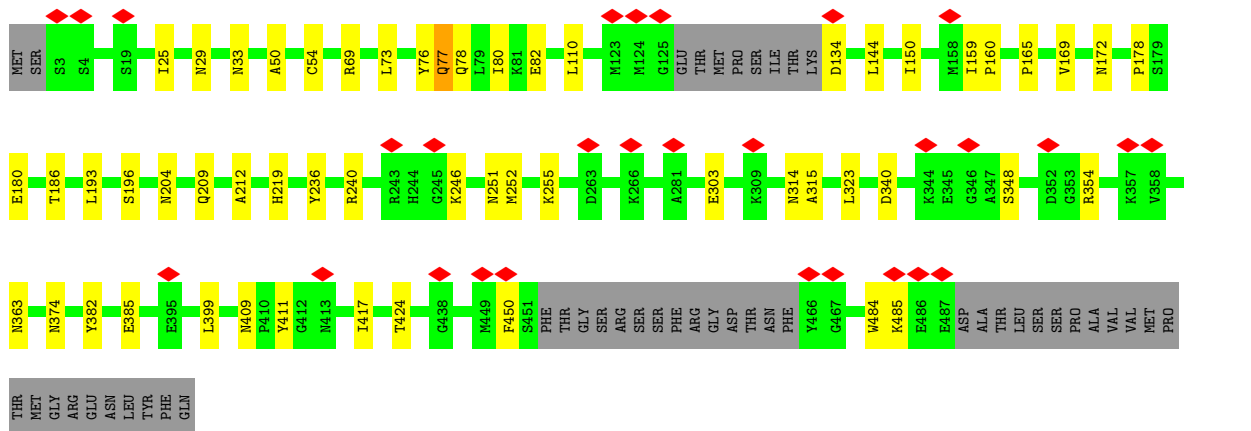 MET SER S3 S4 S19 I25 N29 N33 A50 C54 R69 L73 Y76 Q77 Q78 L79 I80 K81 E82 L110 M123 M124 G125 GLU THR MET PRO SER ILE THR LYS D134 L144 I150 M158 I159 P160 P165 V169 N172 P178 S179
E180 T186 L193 S196 N204 Q209 A212 H219 Y236 R240 R243 H244 G245 K246 N251 M252 K255 D263 K266 A281 E303 K309 N314 A315 L323 D340 K344 E345 G346 A347 S348 D352 G353 R354 K357 V358
N363 N374 Y382 E385 E395 L399 N409 P410 Y411 G412 N413 I417 T424 G438 M449 F450 S451 PHE THR GLY SER ARG SER SER PHE ARG GLY ASP THR ASN PHE Y466 G467 W484 K485 E486 E487 ASP ALA THR LEU SER SER PRO ALA VAL VAL MET PRO
THR MET GLY ARG GLU ASN LEU TYR PHE GLN